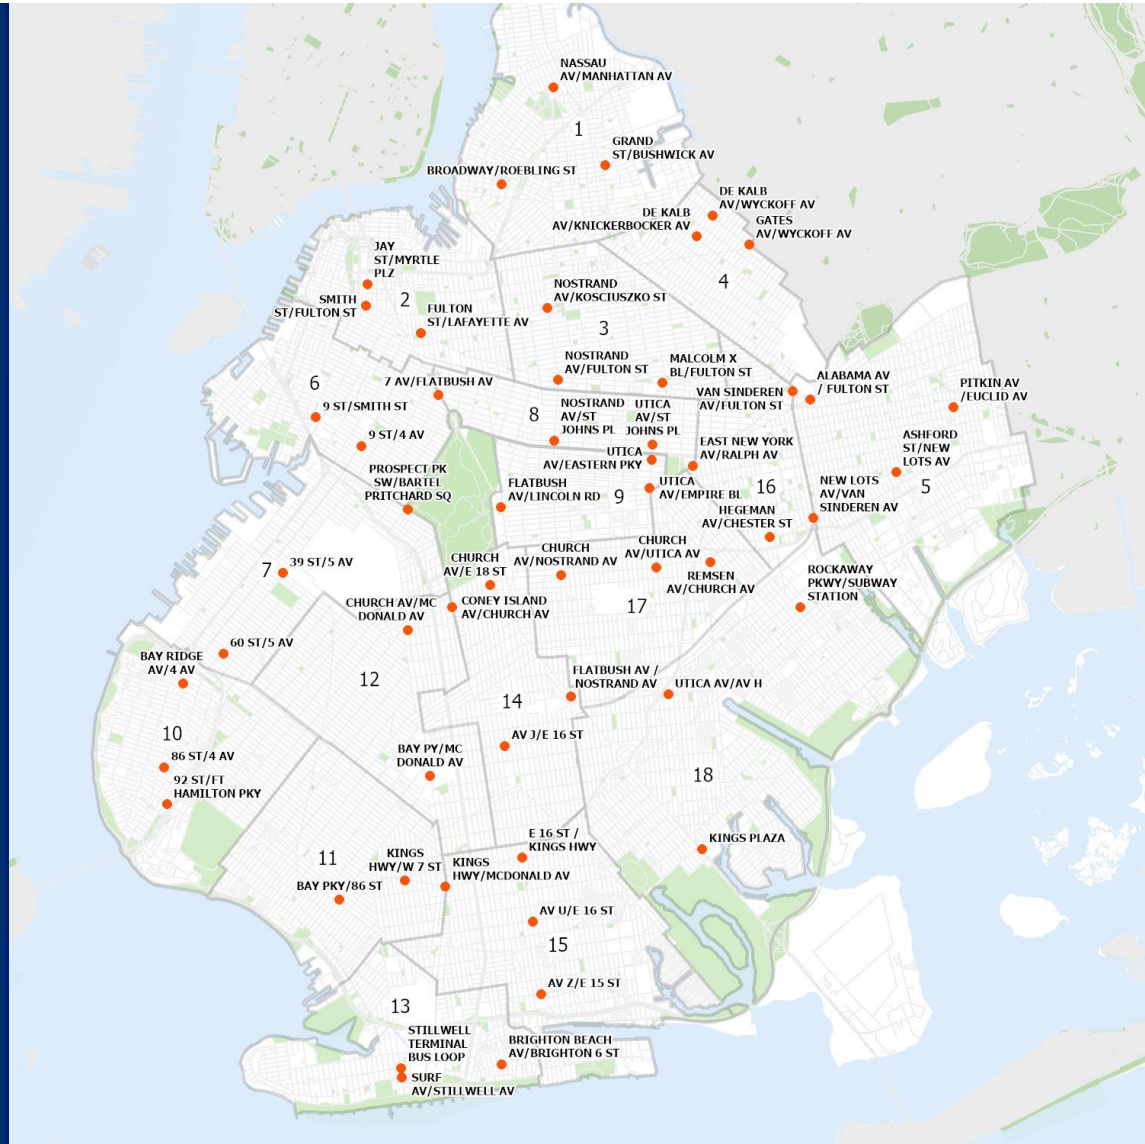 NASSAU
AV/MANHATTAN AV
1
GRAND
ST/BUSHWICK AV
BROADWAY/ROEBLING ST
DE KALB
AV/WYCKOFF AV
DE KALB
AV/KNICKERBOCKER AV
GATES
AV/WYCKOFF AV
JAY
ST/MYRTLE
PLZ
4
NOSTRAND
AV/KOSCIUSZKO ST
SMITH
ST/FULTON ST
2
FULTON
ST/LAFAYETTE AV
3
NOSTRAND
AV/FULTON ST
MALCOLM X
BL/FULTON ST
ALABAMA AV
/ FULTON ST
6
7 AV/FLATBUSH AV
VAN SINDEREN
AV/FULTON ST
PITKIN AV
/EUCLID AV
9 ST/SMITH ST
8
NOSTRAND
AV/ST
JOHNS PL
UTICA
AV/ST
JOHNS PL
9 ST/4 AV
EAST NEW YORK
AV/RALPH AV
ASHFORD
ST/NEW
LOTS AV
UTICA
AV/EASTERN PKY
PROSPECT PK
SW/BARTEL
PRITCHARD SQ
FLATBUSH
AV/LINCOLN RD
9
UTICA
AV/EMPIRE BL
16
NEW LOTS
AV/VAN
SINDEREN AV
5
HEGEMAN
AV/CHESTER ST
CHURCH
AV/UTICA AV
CHURCH
AV/NOSTRAND AV
CHURCH
AV/E 18 ST
7
39 ST/5 AV
REMSEN
AV/CHURCH AV
ROCKAWAY
PKWY/SUBWAY
STATION
CHURCH AV/MC
DONALD AV
CONEY ISLAND
AV/CHURCH AV
17
60 ST/5 AV
BAY RIDGE
AV/4 AV
12
FLATBUSH AV /
NOSTRAND AV
UTICA AV/AV H
14
10
AV J/E 16 ST
86 ST/4 AV
BAY PY/MC
DONALD AV
92 ST/FT
HAMILTON PKY
18
E 16 ST /
KINGS HWY
KINGS PLAZA
11
KINGS
HWY/W 7 ST
KINGS
HWY/MCDONALD AV
BAY PKY/86 ST
AV U/E 16 ST
15
AV Z/E 15 ST
13
STILLWELL
TERMINAL
BUS LOOP
BRIGHTON BEACH
AV/BRIGHTON 6 ST
SURF
AV/STILLWELL AV